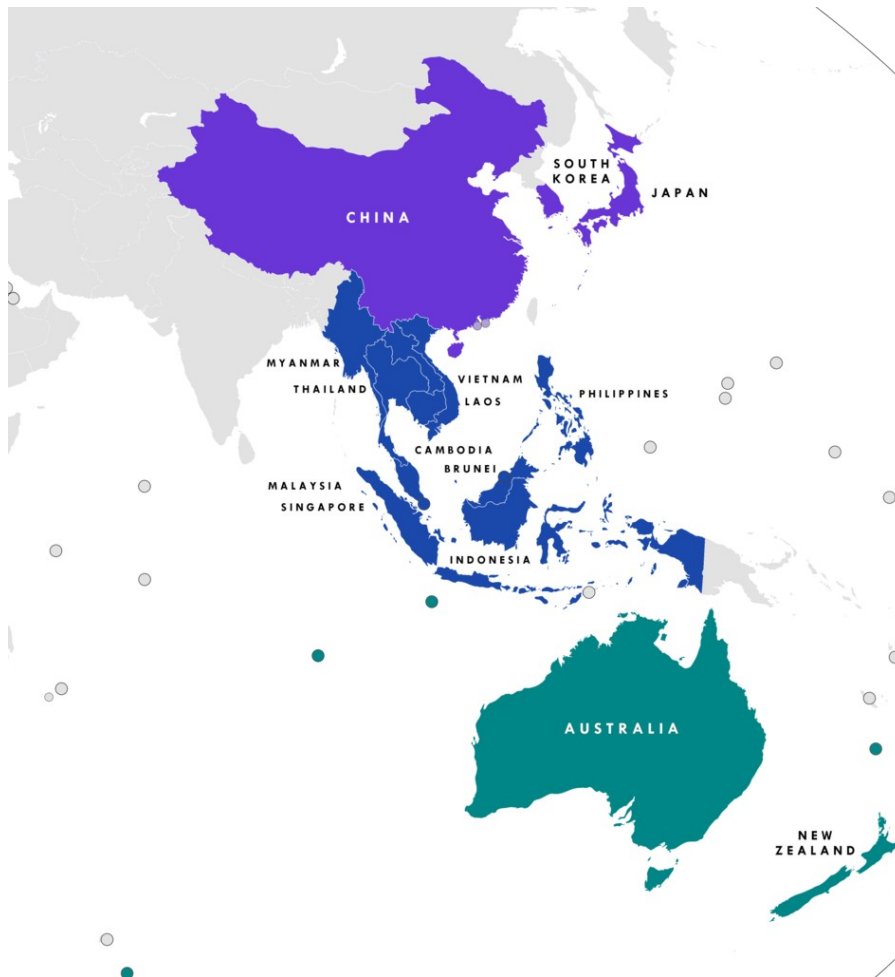 SOUTH
KOREA
JAPAN
CHINA
MYANMAR
THAILAND
VIETNAM
LAOS
PHILIPPINES
CAMBODIA
BRUNEI
MALAYSIA
SINGAPORE
INDONESIA
AUSTRALIA
NEW
ZEALAND